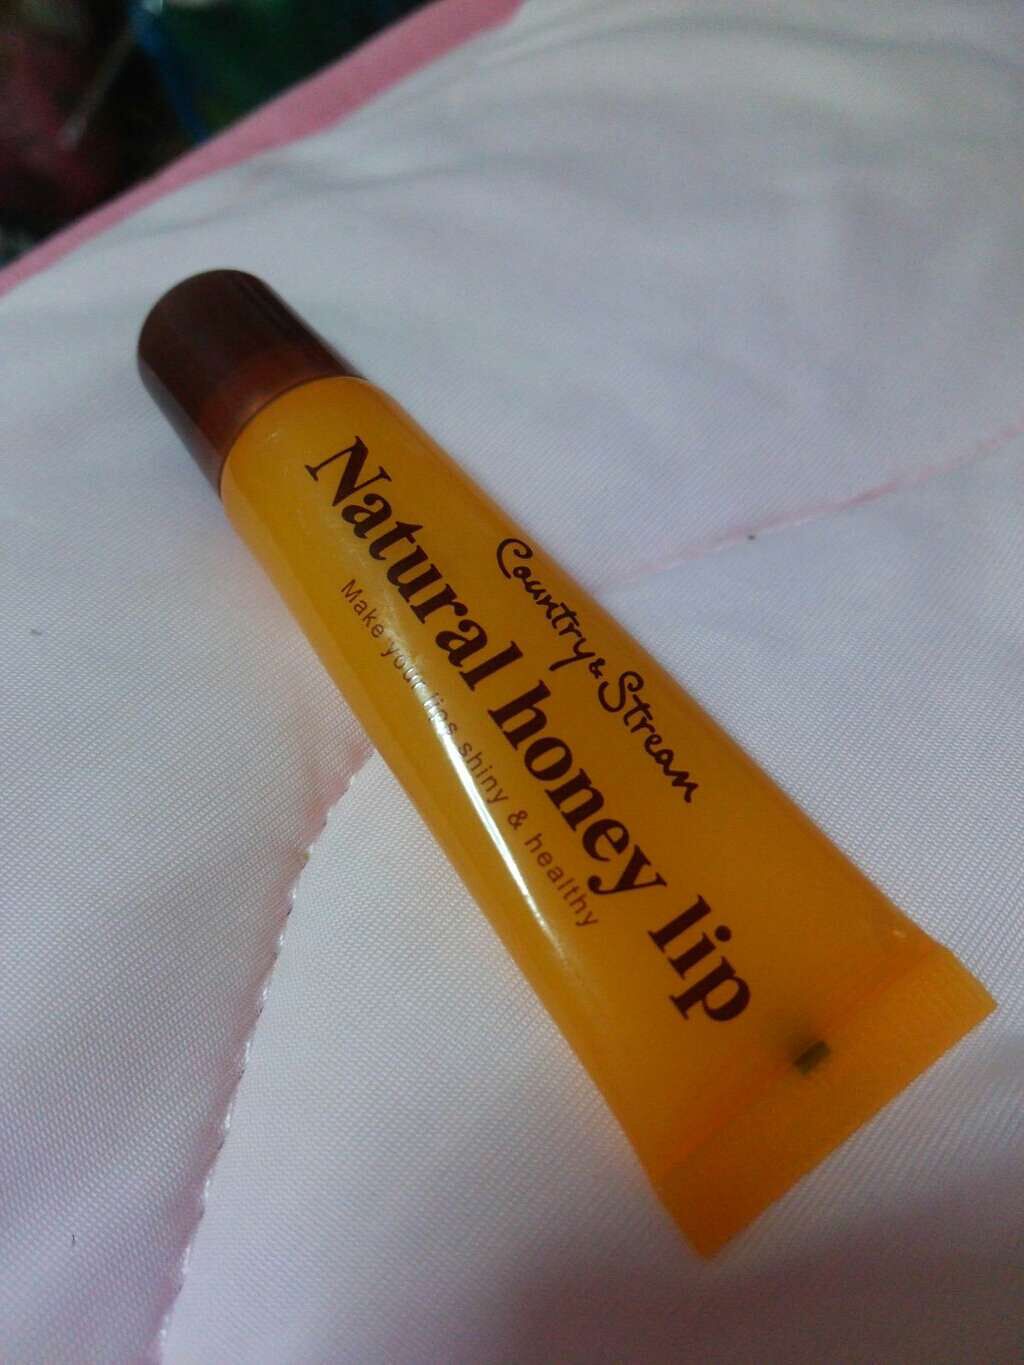 Country & Stream
Natural honey lip
Make your lips shiny & healthy